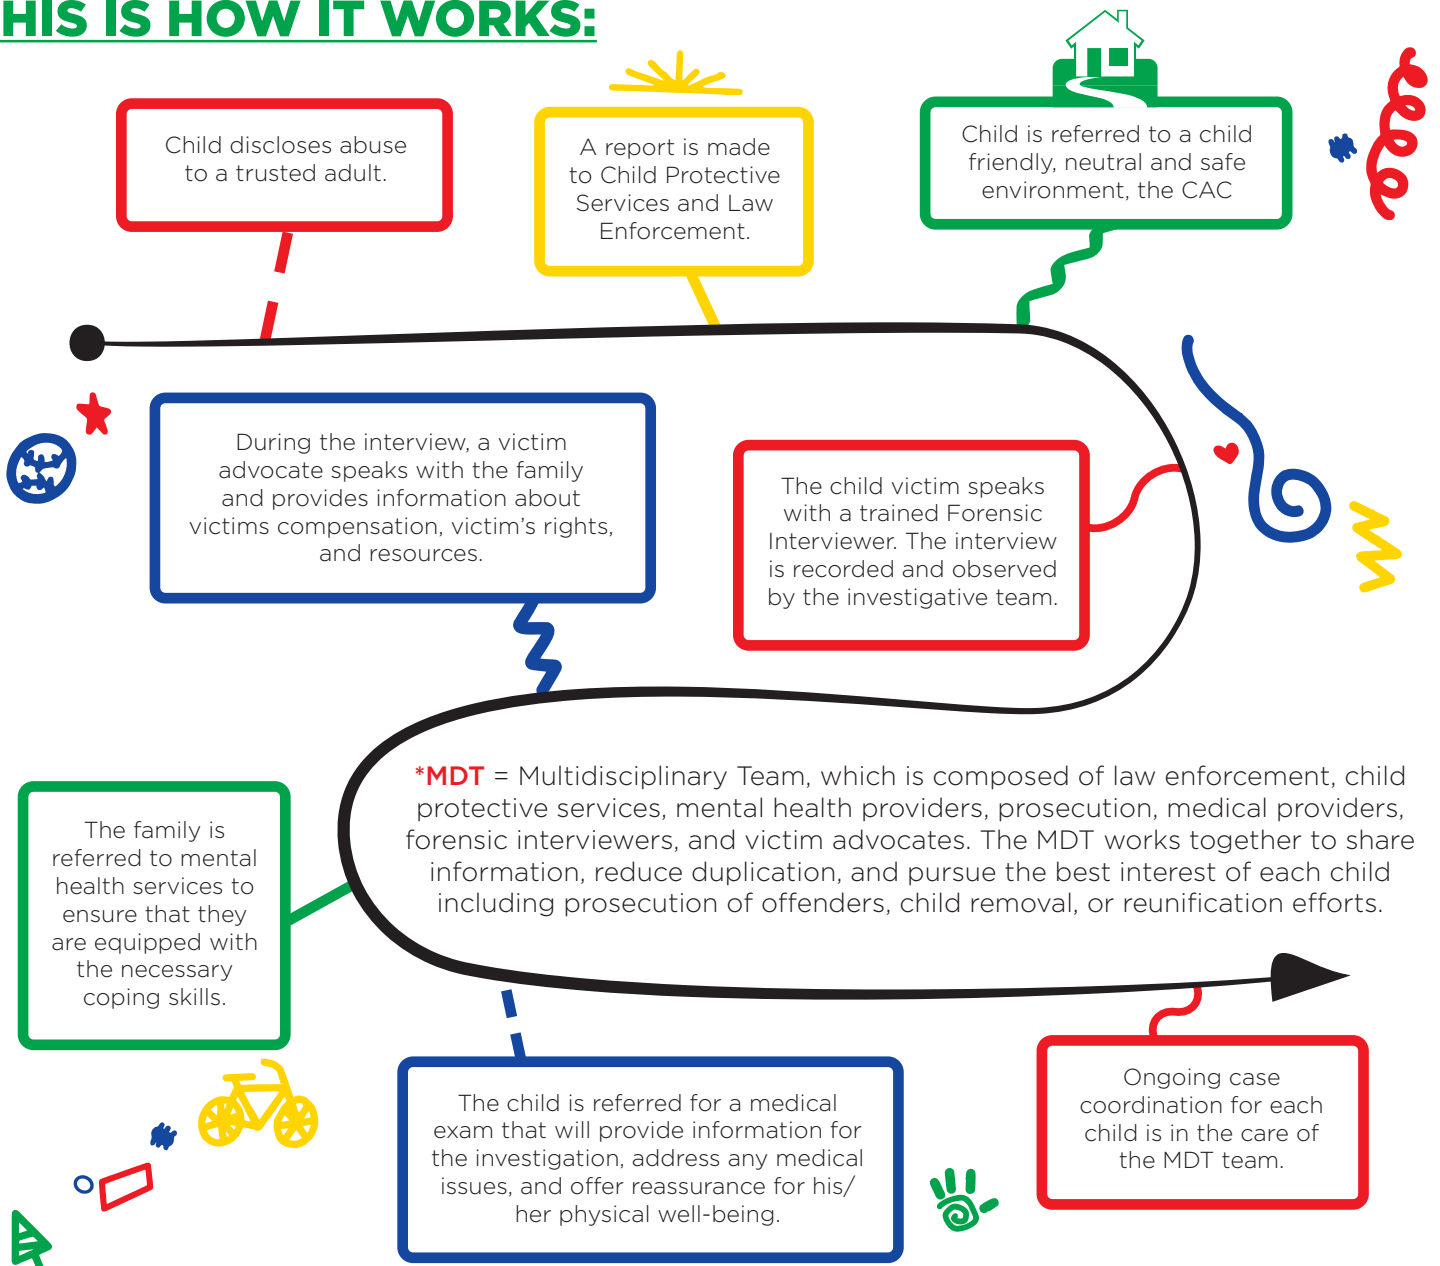 HIS IS HOW IT WORKS:
Child discloses abuse
to a trusted adult.
A report is made
to Child Protective
Services and Law
Enforcement.
Child is referred to a child
friendly, neutral and safe
environment, the CAC
The child victim speaks
with a trained Forensic
Interviewer. The interview
is recorded and observed
by the investigative team.
During the interview, a victim
advocate speaks with the family
and provides information about
victims compensation, victim’s rights,
and resources.
*MDT = Multidisciplinary Team, which is composed of law enforcement, child
protective services, mental health providers, prosecution, medical providers,
forensic interviewers, and victim advocates. The MDT works together to share
information, reduce duplication, and pursue the best interest of each child
including prosecution of offenders, child removal, or reunification efforts.
The family is
referred to mental
health services to
ensure that they
are equipped with
the necessary
coping skills.
The child is referred for a medical
exam that will provide information for
the investigation, address any medical
issues, and offer reassurance for his/
her physical well-being.
Ongoing case
coordination for each
child is in the care of
the MDT team.